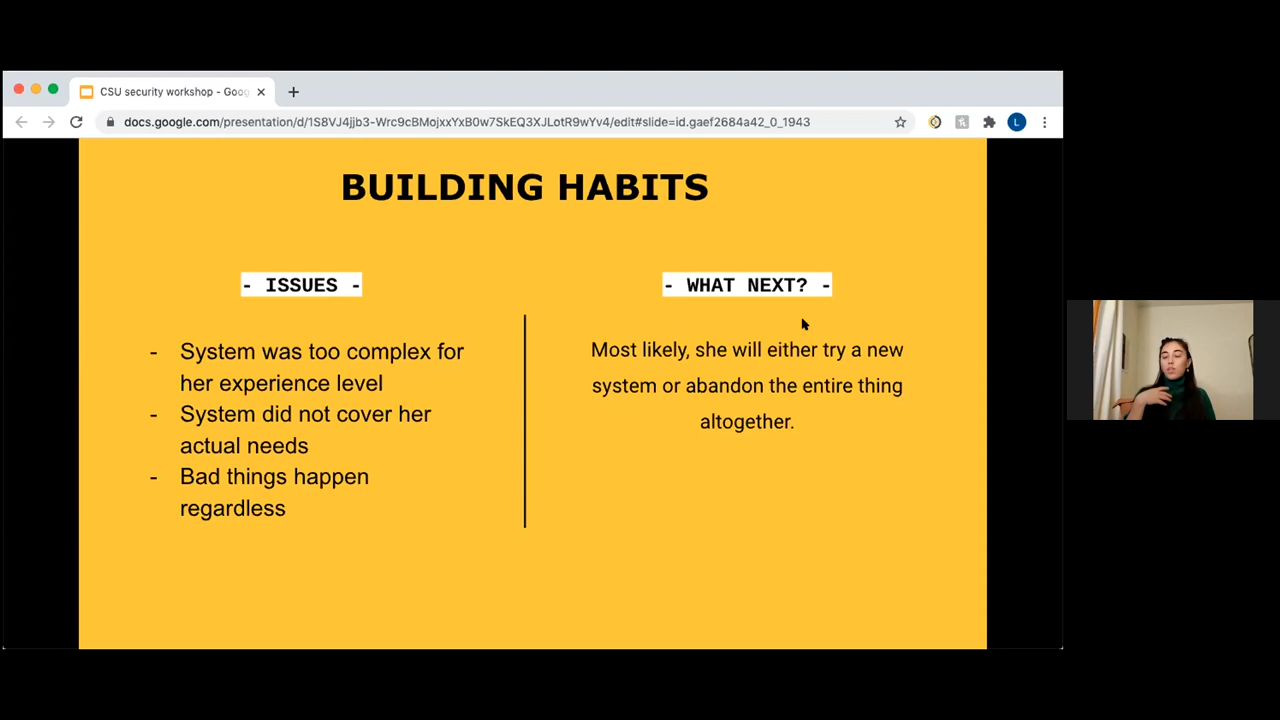 CSU security workshop - Goog
docs.google.com/presentation/d/1S8VJ4jjb3-Wrc9cBMojxxYxB0w7SkEQ3XJLotR9wYv4/edit#slide=id.gaef2684a42_0_1943
L
BUILDING HABITS
- ISSUES -
- System was too complex for
her experience level
- System did not cover her
actual needs
- Bad things happen
regardless
- WHAT NEXT? -
Most likely, she will either try a new
system or abandon the entire thing
altogether.